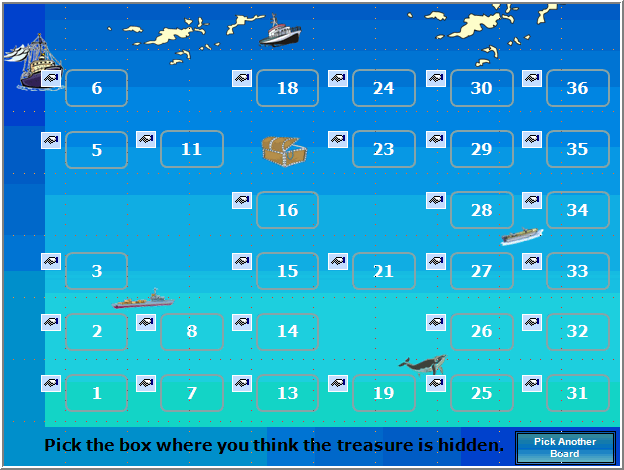 6 18 24 30 36
5 11 23 29 35
16 28 34
3 15 21 27 33
2 8 14 26 32
1 7 13 19 25 31
Pick the box where you think the treasure is hidden.
Pick Another
Board